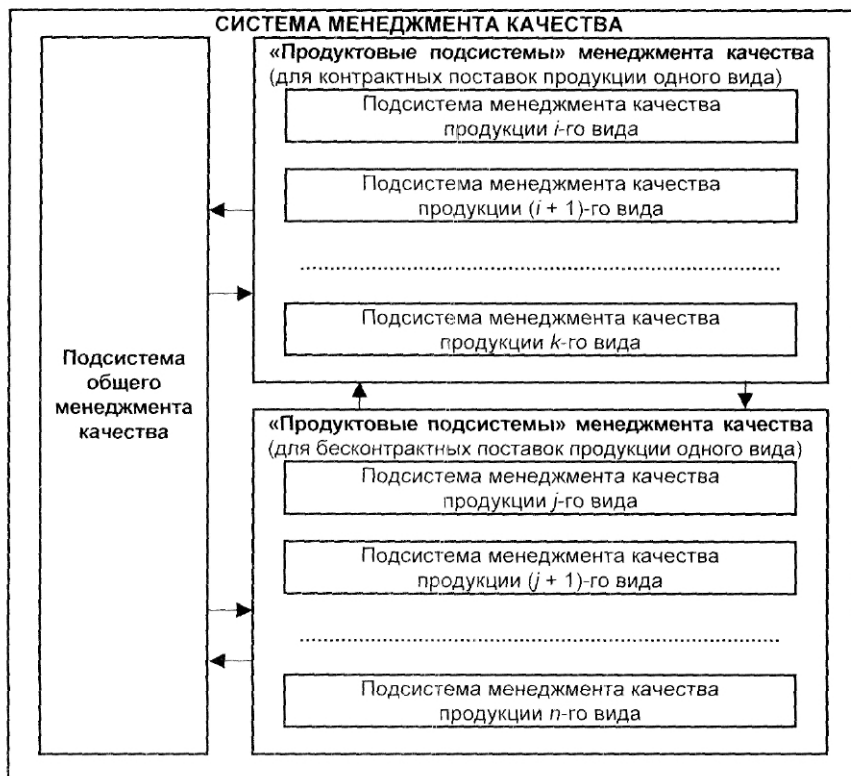 СИСТЕМА МЕНЕДЖМЕНТА КАЧЕСТВА
«Продуктовые подсистемы» менеджмента качества
(для контрактных поставок продукции одного вида)
Подсистема менеджмента качества
продукции i-го вида
Подсистема менеджмента качества
продукции (i + 1)-го вида
................................................................................
Подсистема менеджмента качества
продукции k-го вида
Подсистема
общего
менеджмента
качества
«Продуктовые подсистемы» менеджмента качества
(для бесконтрактных поставок продукции одного вида)
Подсистема менеджмента качества
продукции j-го вида
Подсистема менеджмента качества
продукции (j + 1)-го вида
................................................................................
Подсистема менеджмента качества
продукции n-го вида